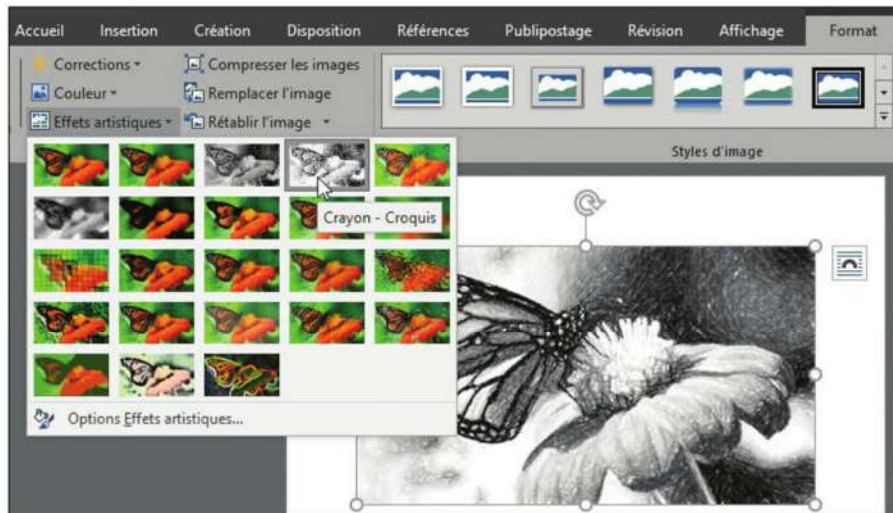 Accueil Insertion Création Disposition Références Publipostage Révision Affichage Format
Corrections
Couleur
Effets artistiques
Compresser les images
Remplacer l'image
Rétablir l'image
Styles d'image
Crayon - Croquis
Options Effets artistiques...